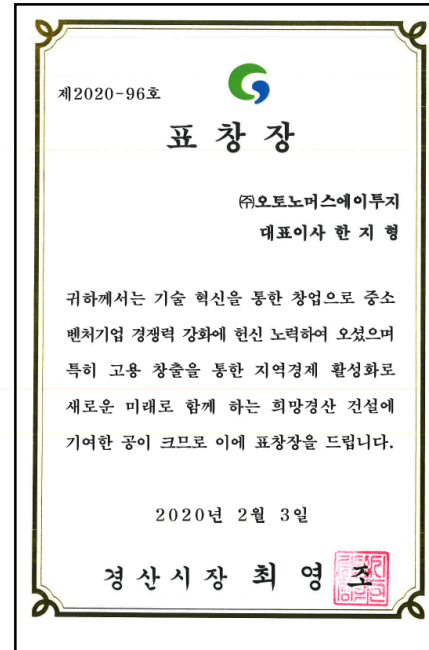 제2020-96호
표 창 장
㈜오토노머스에이투지
대표이사 한 지 형
귀하께서는 기술 혁신을 통한 창업으로 중소
벤처기업 경쟁력 강화에 헌신 노력하여 오셨으며
특히 고용 창출을 통한 지역경제 활성화로
새로운 미래로 함께 하는 희망경산 건설에
기여한 공이 크므로 이에 표창장을 드립니다.
2020년 2월 3일
경 산 시 장 최 영 조